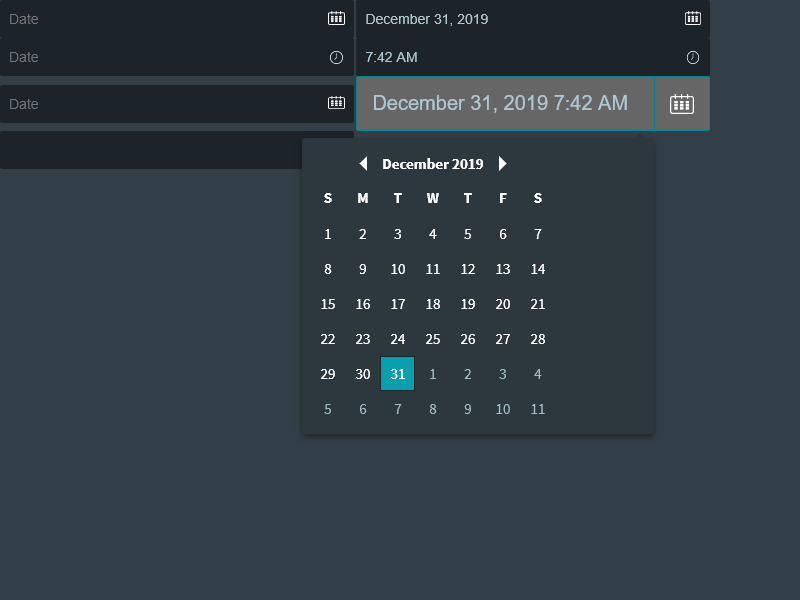 Date December 31, 2019
Date 7:42 AM
Date December 31, 2019 7:42 AM
December 2019
S M T W T F S
1 2 3 4 5 6 7
8 9 10 11 12 13 14
15 16 17 18 19 20 21
22 23 24 25 26 27 28
29 30 31 1 2 3 4
5 6 7 8 9 10 11